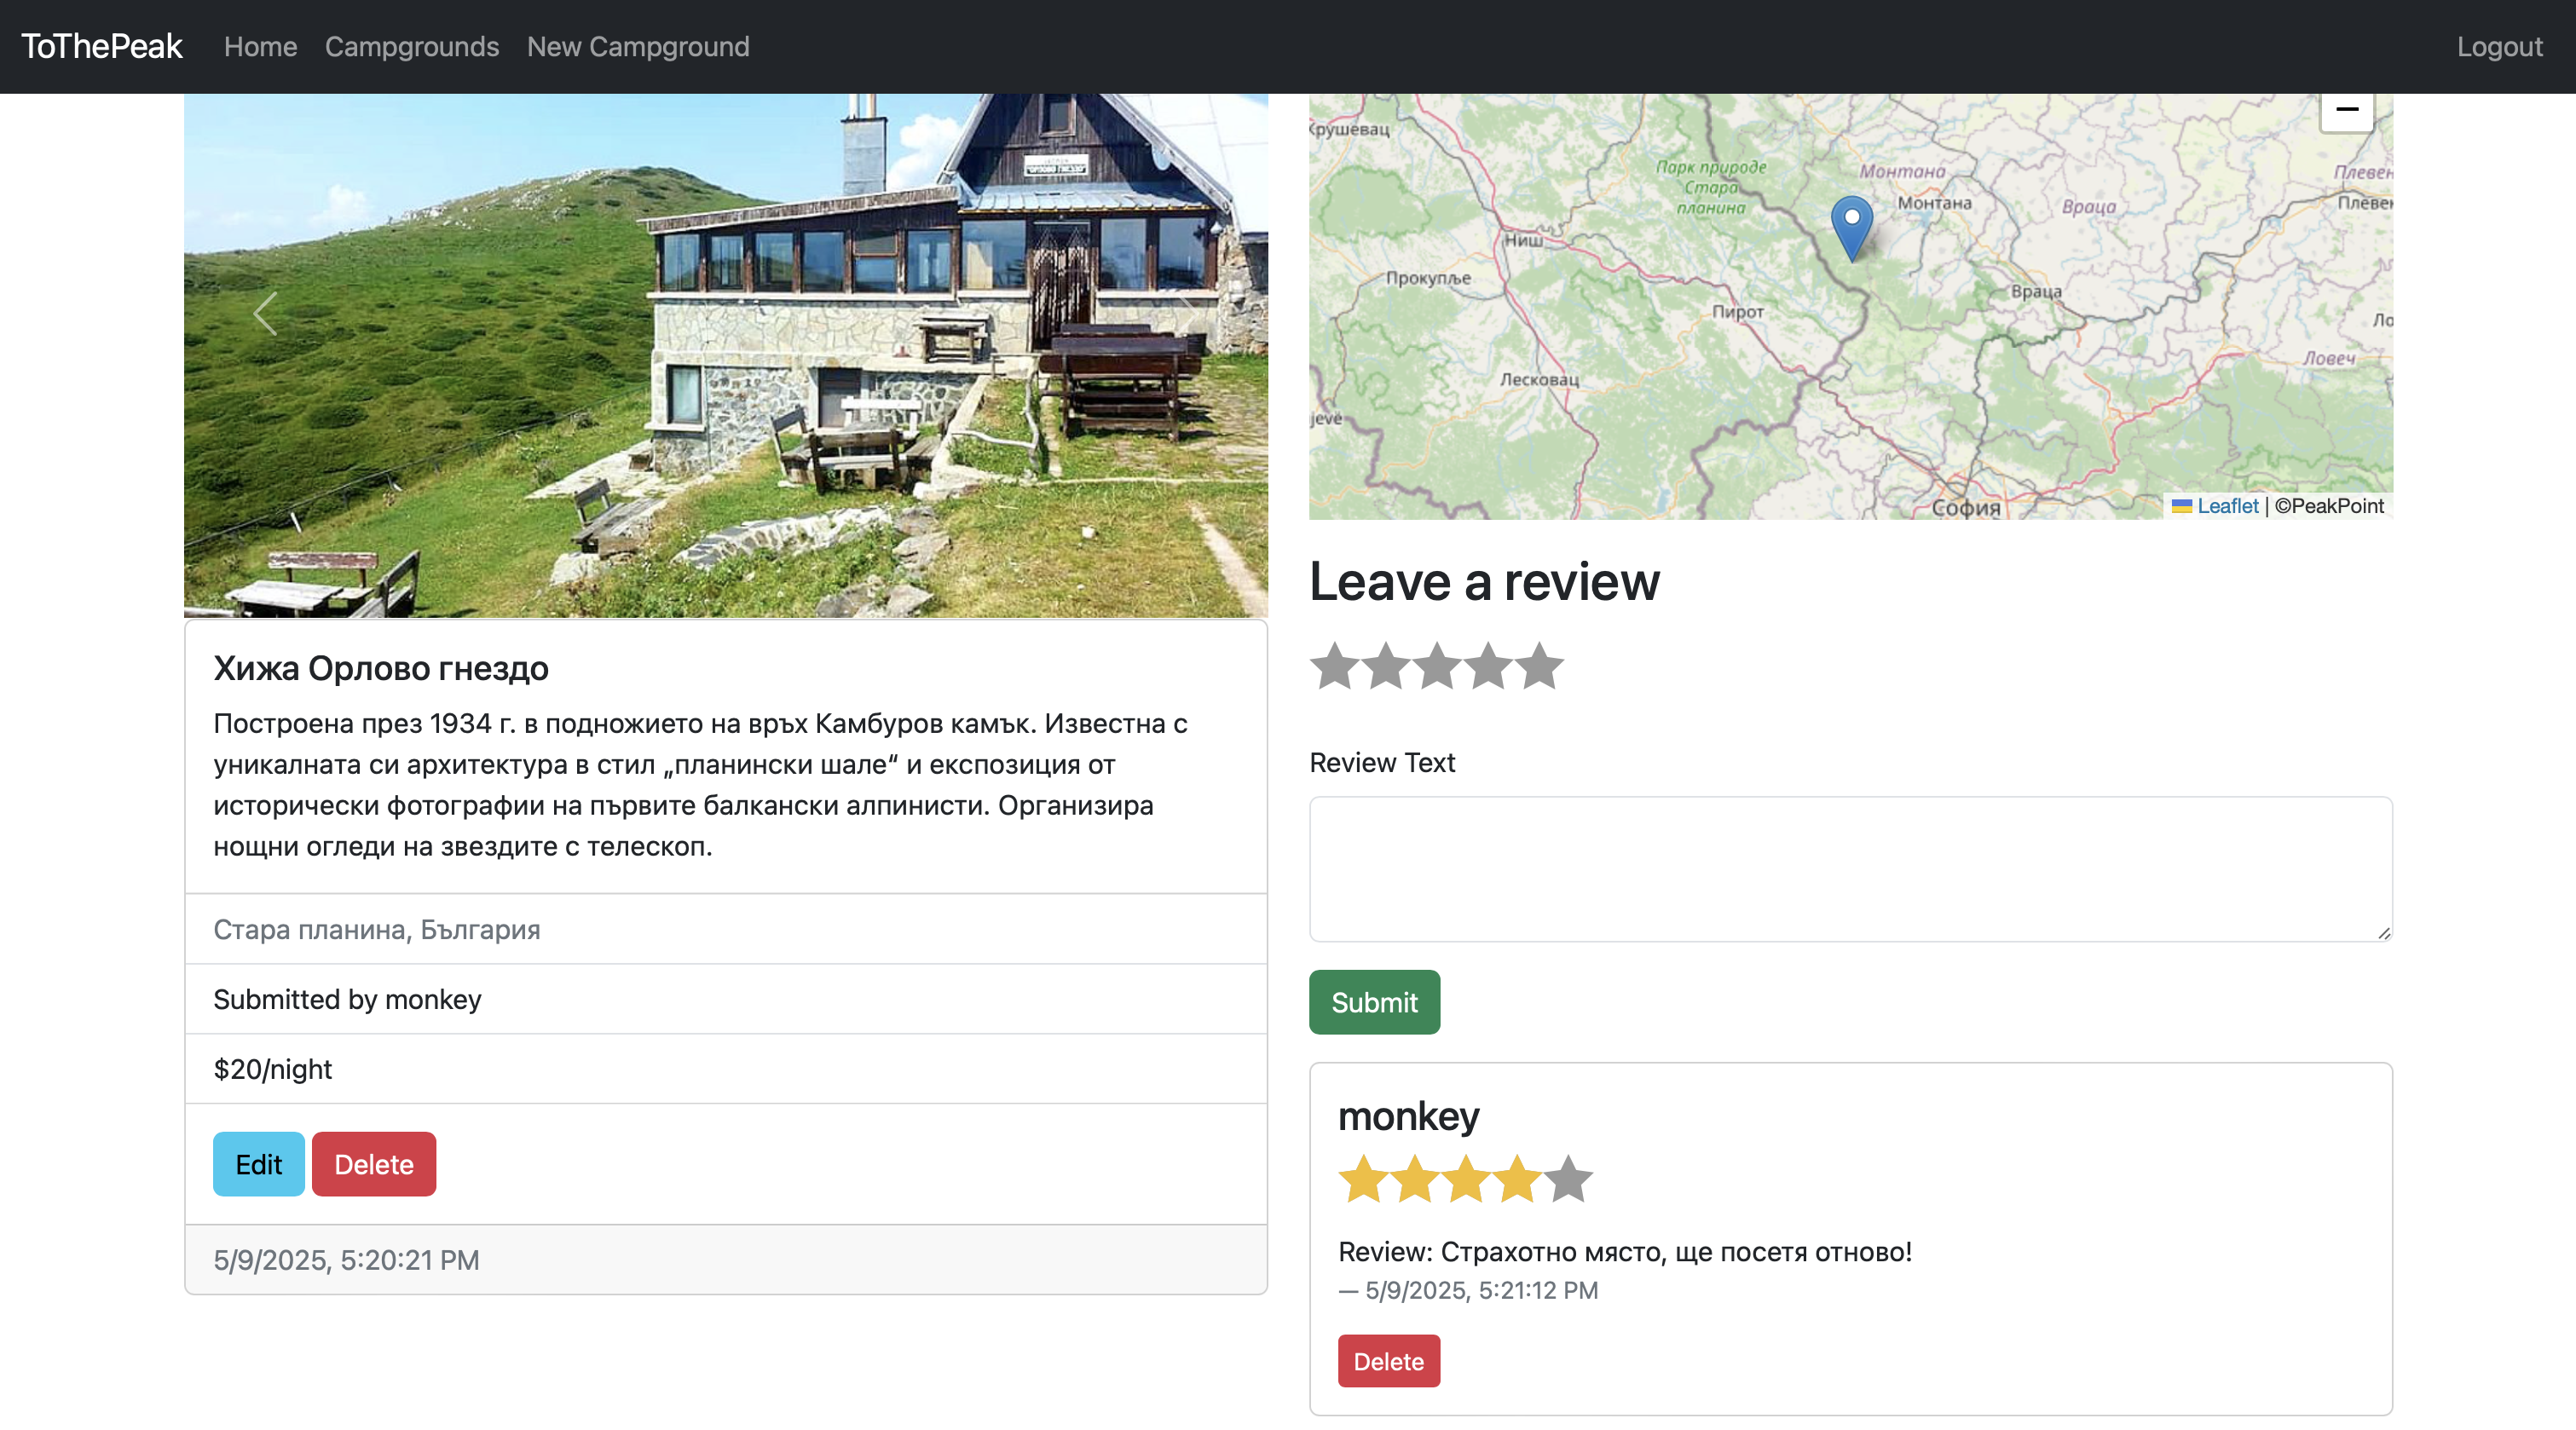 ToThePeak Home Campgrounds New Campground Logout
ОРЛОВО ГНЕЗДО
Хижа Орлово гнездо
Построена през 1934 г. в подножието на връх Камбуров камък. Известна с
уникалната си архитектура в стил „планински шале“ и експозиция от
исторически фотографии на първите балкански алпинисти. Организира
нощни огледи на звездите с телескоп.
Стара планина, България
Submitted by monkey
$20/night
Edit Delete
5/9/2025, 5:20:21 PM
Крушевац
Парк природе
Стара
планина
Монтана
Монтана
Плевен
Плевен
Враца
Ниш
Прокупље
Враца
Пирот
Ло
Ловеч
Лесковац
jevë
София
Leaflet | ©PeakPoint
Leave a review
Review Text
Submit
monkey
Review: Страхотно място, ще посетя отново!
— 5/9/2025, 5:21:12 PM
Delete